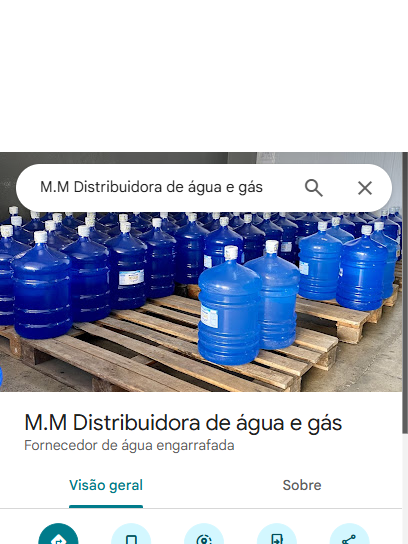 M.M Distribuidora de água e gás
M.M Distribuidora de água e gás
Fornecedor de água engarrafada
Visão geral
Sobre